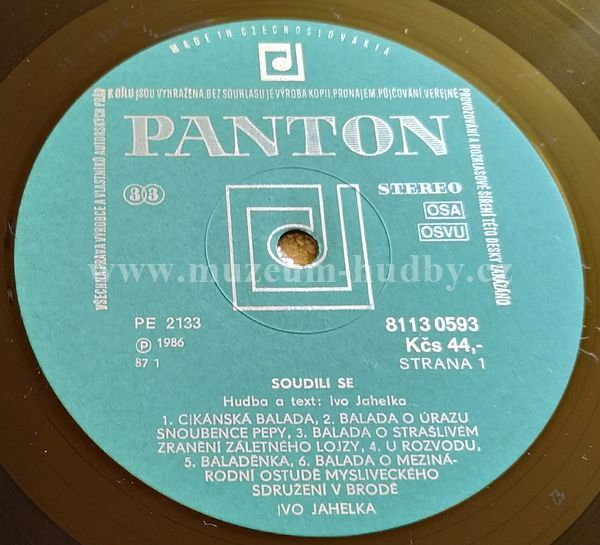 MADE IN CZECHOSLOVAKIA
VŠECHNA PRÁVA VÝROBCE A VLASTNÍKŮ AUTORSKÝCH PRÁV K DÍLU JSOU VYHRAŽENA. BEZ SOUHLASU JE VÝROBA KOPIÍ, PRONÁJEM, PŮJČOVÁNÍ, VEŘEJNÉ PROVOZOVÁNÍ A ROZHLASOVÉ ŠÍŘENÍ TÉTO DESKY ZAKÁZÁNO.
PANTON
33
STEREO
OSA
OSVU
www.muzeum-hudby.cz
PE 2133
8113 0593
Ⓟ 1986
Kčs 44,-
87 1
STRANA 1
SOUDILI SE
Hudba a text: Ivo Jahelka
1. CIKÁNSKÁ BALADA, 2. BALADA O ÚRAZU
SNOUBENCE PEPY, 3. BALADA O STRAŠLIVÉM
ZRANĚNÍ ZÁLETNÉHO LOJZY, 4. U ROZVODU,
5. BALADĚNKA, 6. BALADA O MEZINÁ-
RODNÍ OSTUDĚ MYSLIVECKÉHO
SDRUŽENÍ V BRODĚ
IVO JAHELKA